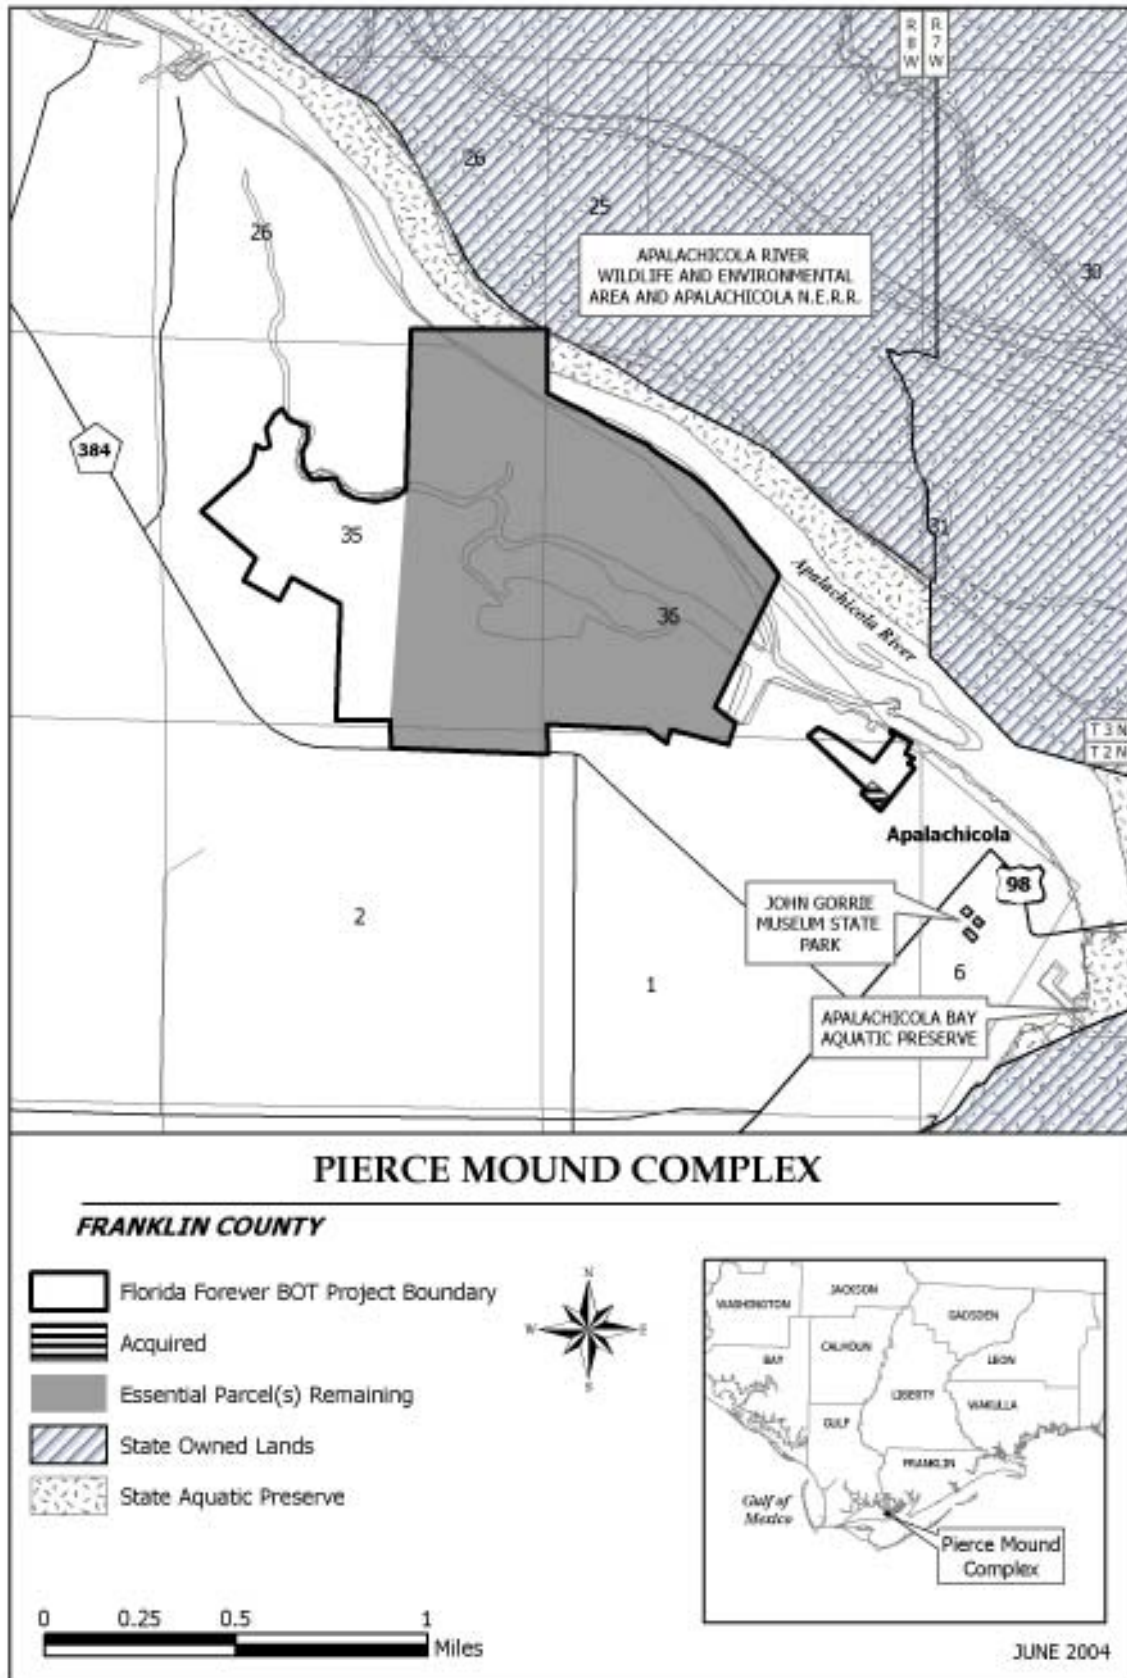 R
8
W
R
7
W
26
25
26
30
APALACHICOLA RIVER
WILDLIFE AND ENVIRONMENTAL
AREA AND APALACHICOLA N.E.R.R.
384
35
31
36
Apalachicola River
T 3 N
T 2 N
Apalachicola
98
JOHN GORRIE
MUSEUM STATE
PARK
2
1
6
APALACHICOLA BAY
AQUATIC PRESERVE
7
PIERCE MOUND COMPLEX
FRANKLIN COUNTY
Florida Forever BOT Project Boundary
Acquired
Essential Parcel(s) Remaining
State Owned Lands
State Aquatic Preserve
N
W E
S
WASHINGTON
JACKSON
GADSDEN
CALHOUN
BAY
LEON
LIBERTY
WAKULLA
GULF
FRANKLIN
Gulf of
Mexico
Pierce Mound
Complex
0 0.25 0.5 1
Miles
JUNE 2004